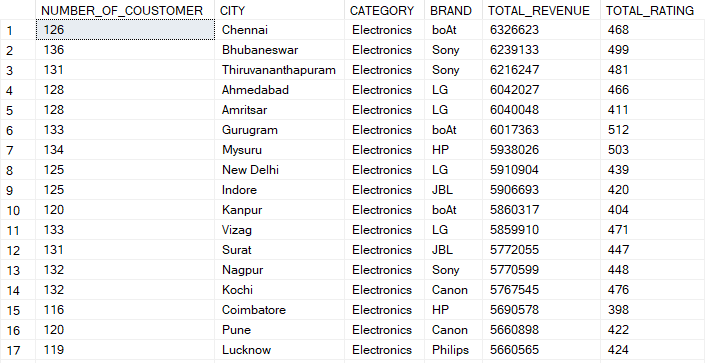 NUMBER_OF_COUSTOMER CITY CATEGORY BRAND TOTAL_REVENUE TOTAL_RATING
1 126 Chennai Electronics boAt 6326623 468
2 136 Bhubaneswar Electronics Sony 6239133 499
3 131 Thiruvananthapuram Electronics Sony 6216247 481
4 128 Ahmedabad Electronics LG 6042027 466
5 128 Amritsar Electronics LG 6040048 411
6 133 Gurugram Electronics boAt 6017363 512
7 134 Mysuru Electronics HP 5938026 503
8 125 New Delhi Electronics LG 5910904 439
9 125 Indore Electronics JBL 5906693 420
10 120 Kanpur Electronics boAt 5860317 404
11 133 Vizag Electronics LG 5859910 471
12 131 Surat Electronics JBL 5772055 447
13 132 Nagpur Electronics Sony 5770599 448
14 132 Kochi Electronics Canon 5767545 476
15 116 Coimbatore Electronics HP 5690578 398
16 120 Pune Electronics Canon 5660898 422
17 119 Lucknow Electronics Philips 5660565 424